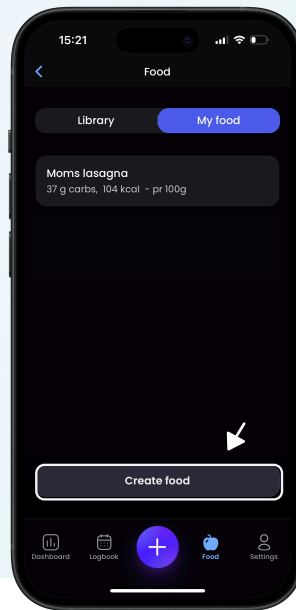 15:21
Food
Library
My food
Moms lasagna
37 g carbs, 104 kcal - pr 100g
Create food
Dashboard
Logbook
Food
Settings